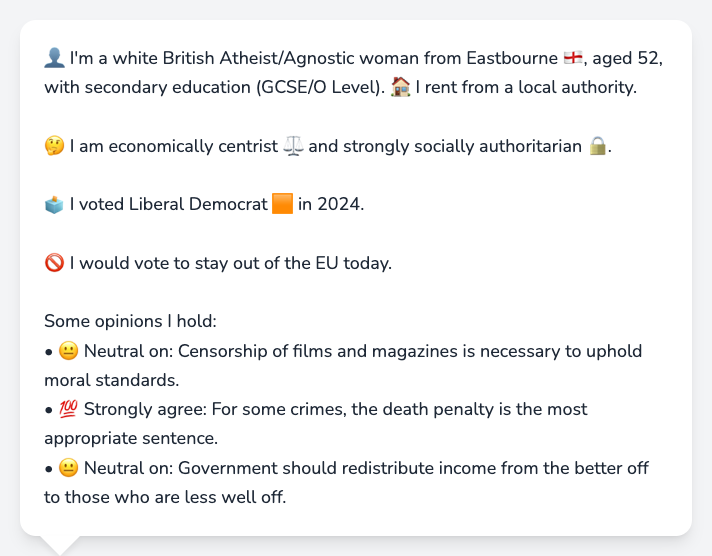 👤 I'm a white British Atheist/Agnostic woman from Eastbourne 🏴󠁧󠁢󠁥󠁮󠁧󠁿, aged 52,
with secondary education (GCSE/O Level). 🏠 I rent from a local authority.
🤔 I am economically centrist ⚖️ and strongly socially authoritarian 🔒.
🗳️ I voted Liberal Democrat 🟧 in 2024.
🚫 I would vote to stay out of the EU today.
Some opinions I hold:
• 😐 Neutral on: Censorship of films and magazines is necessary to uphold
moral standards.
• 💯 Strongly agree: For some crimes, the death penalty is the most
appropriate sentence.
• 😐 Neutral on: Government should redistribute income from the better off
to those who are less well off.